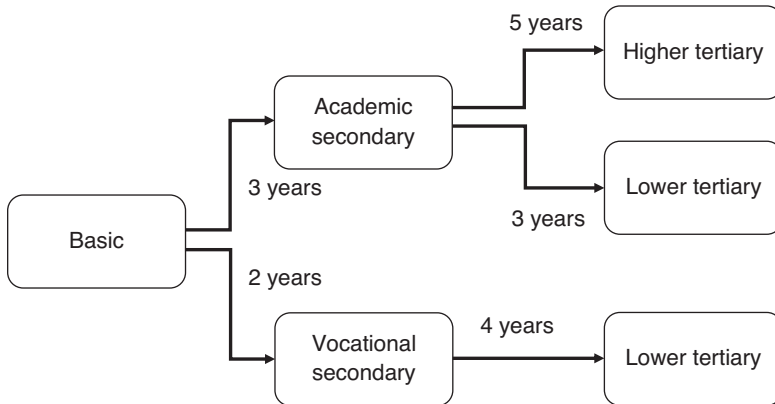 5 years
Higher tertiary
Academic
secondary
3 years
Lower tertiary
3 years
Basic
2 years
4 years
Vocational
secondary
Lower tertiary